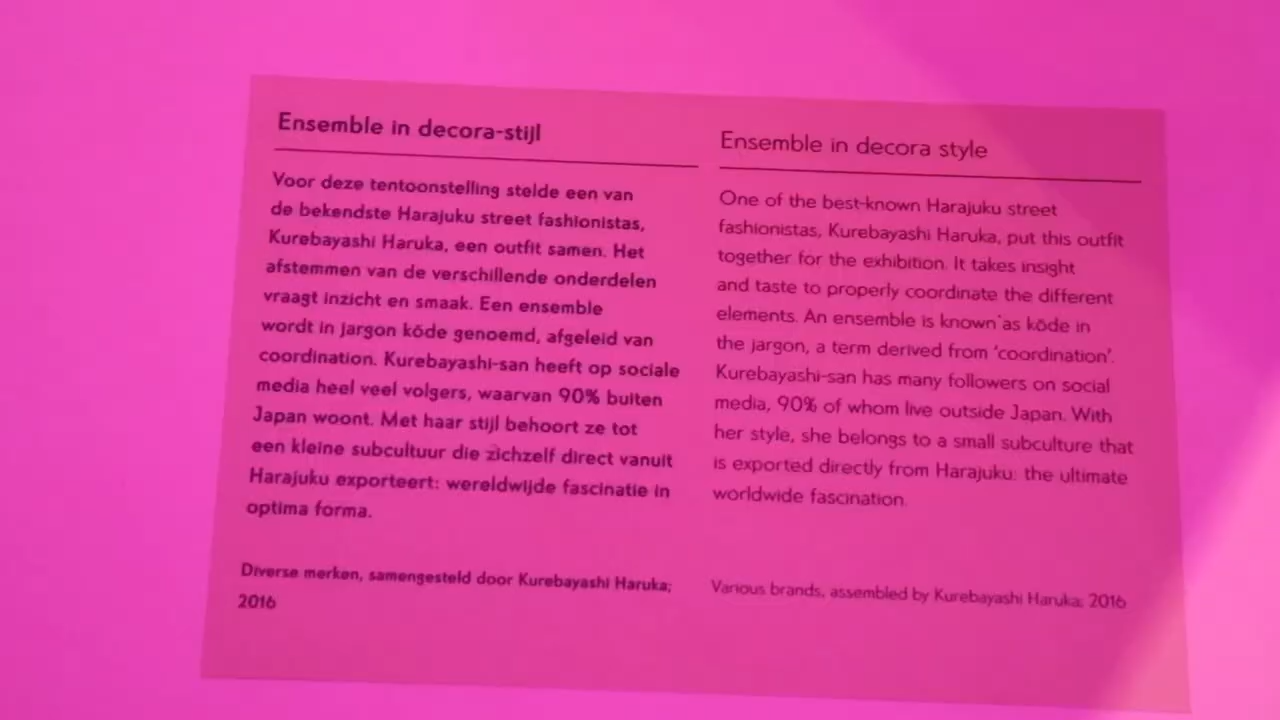 Ensemble in decora-stijl
Voor deze tentoonstelling stelde een van
de bekendste Harajuku street fashionistas,
Kurebayashi Haruka, een outfit samen. Het
afstemmen van de verschillende onderdelen
vraagt inzicht en smaak. Een ensemble
wordt in jargon kōde genoemd, afgeleid van
coordination. Kurebayashi-san heeft op sociale
media heel veel volgers, waarvan 90% buiten
Japan woont. Met haar stijl behoort ze tot
een kleine subcultuur die zichzelf direct vanuit
Harajuku exporteert: wereldwijde fascinatie in
optima forma.
Diverse merken, samengesteld door Kurebayashi Haruka;
2016
Ensemble in decora style
One of the best-known Harajuku street
fashionistas, Kurebayashi Haruka, put this outfit
together for the exhibition. It takes insight
and taste to properly coordinate the different
elements. An ensemble is known as kōde in
the jargon, a term derived from ‘coordination’.
Kurebayashi-san has many followers on social
media, 90% of whom live outside Japan. With
her style, she belongs to a small subculture that
is exported directly from Harajuku: the ultimate
worldwide fascination.
Various brands, assembled by Kurebayashi Haruka; 2016